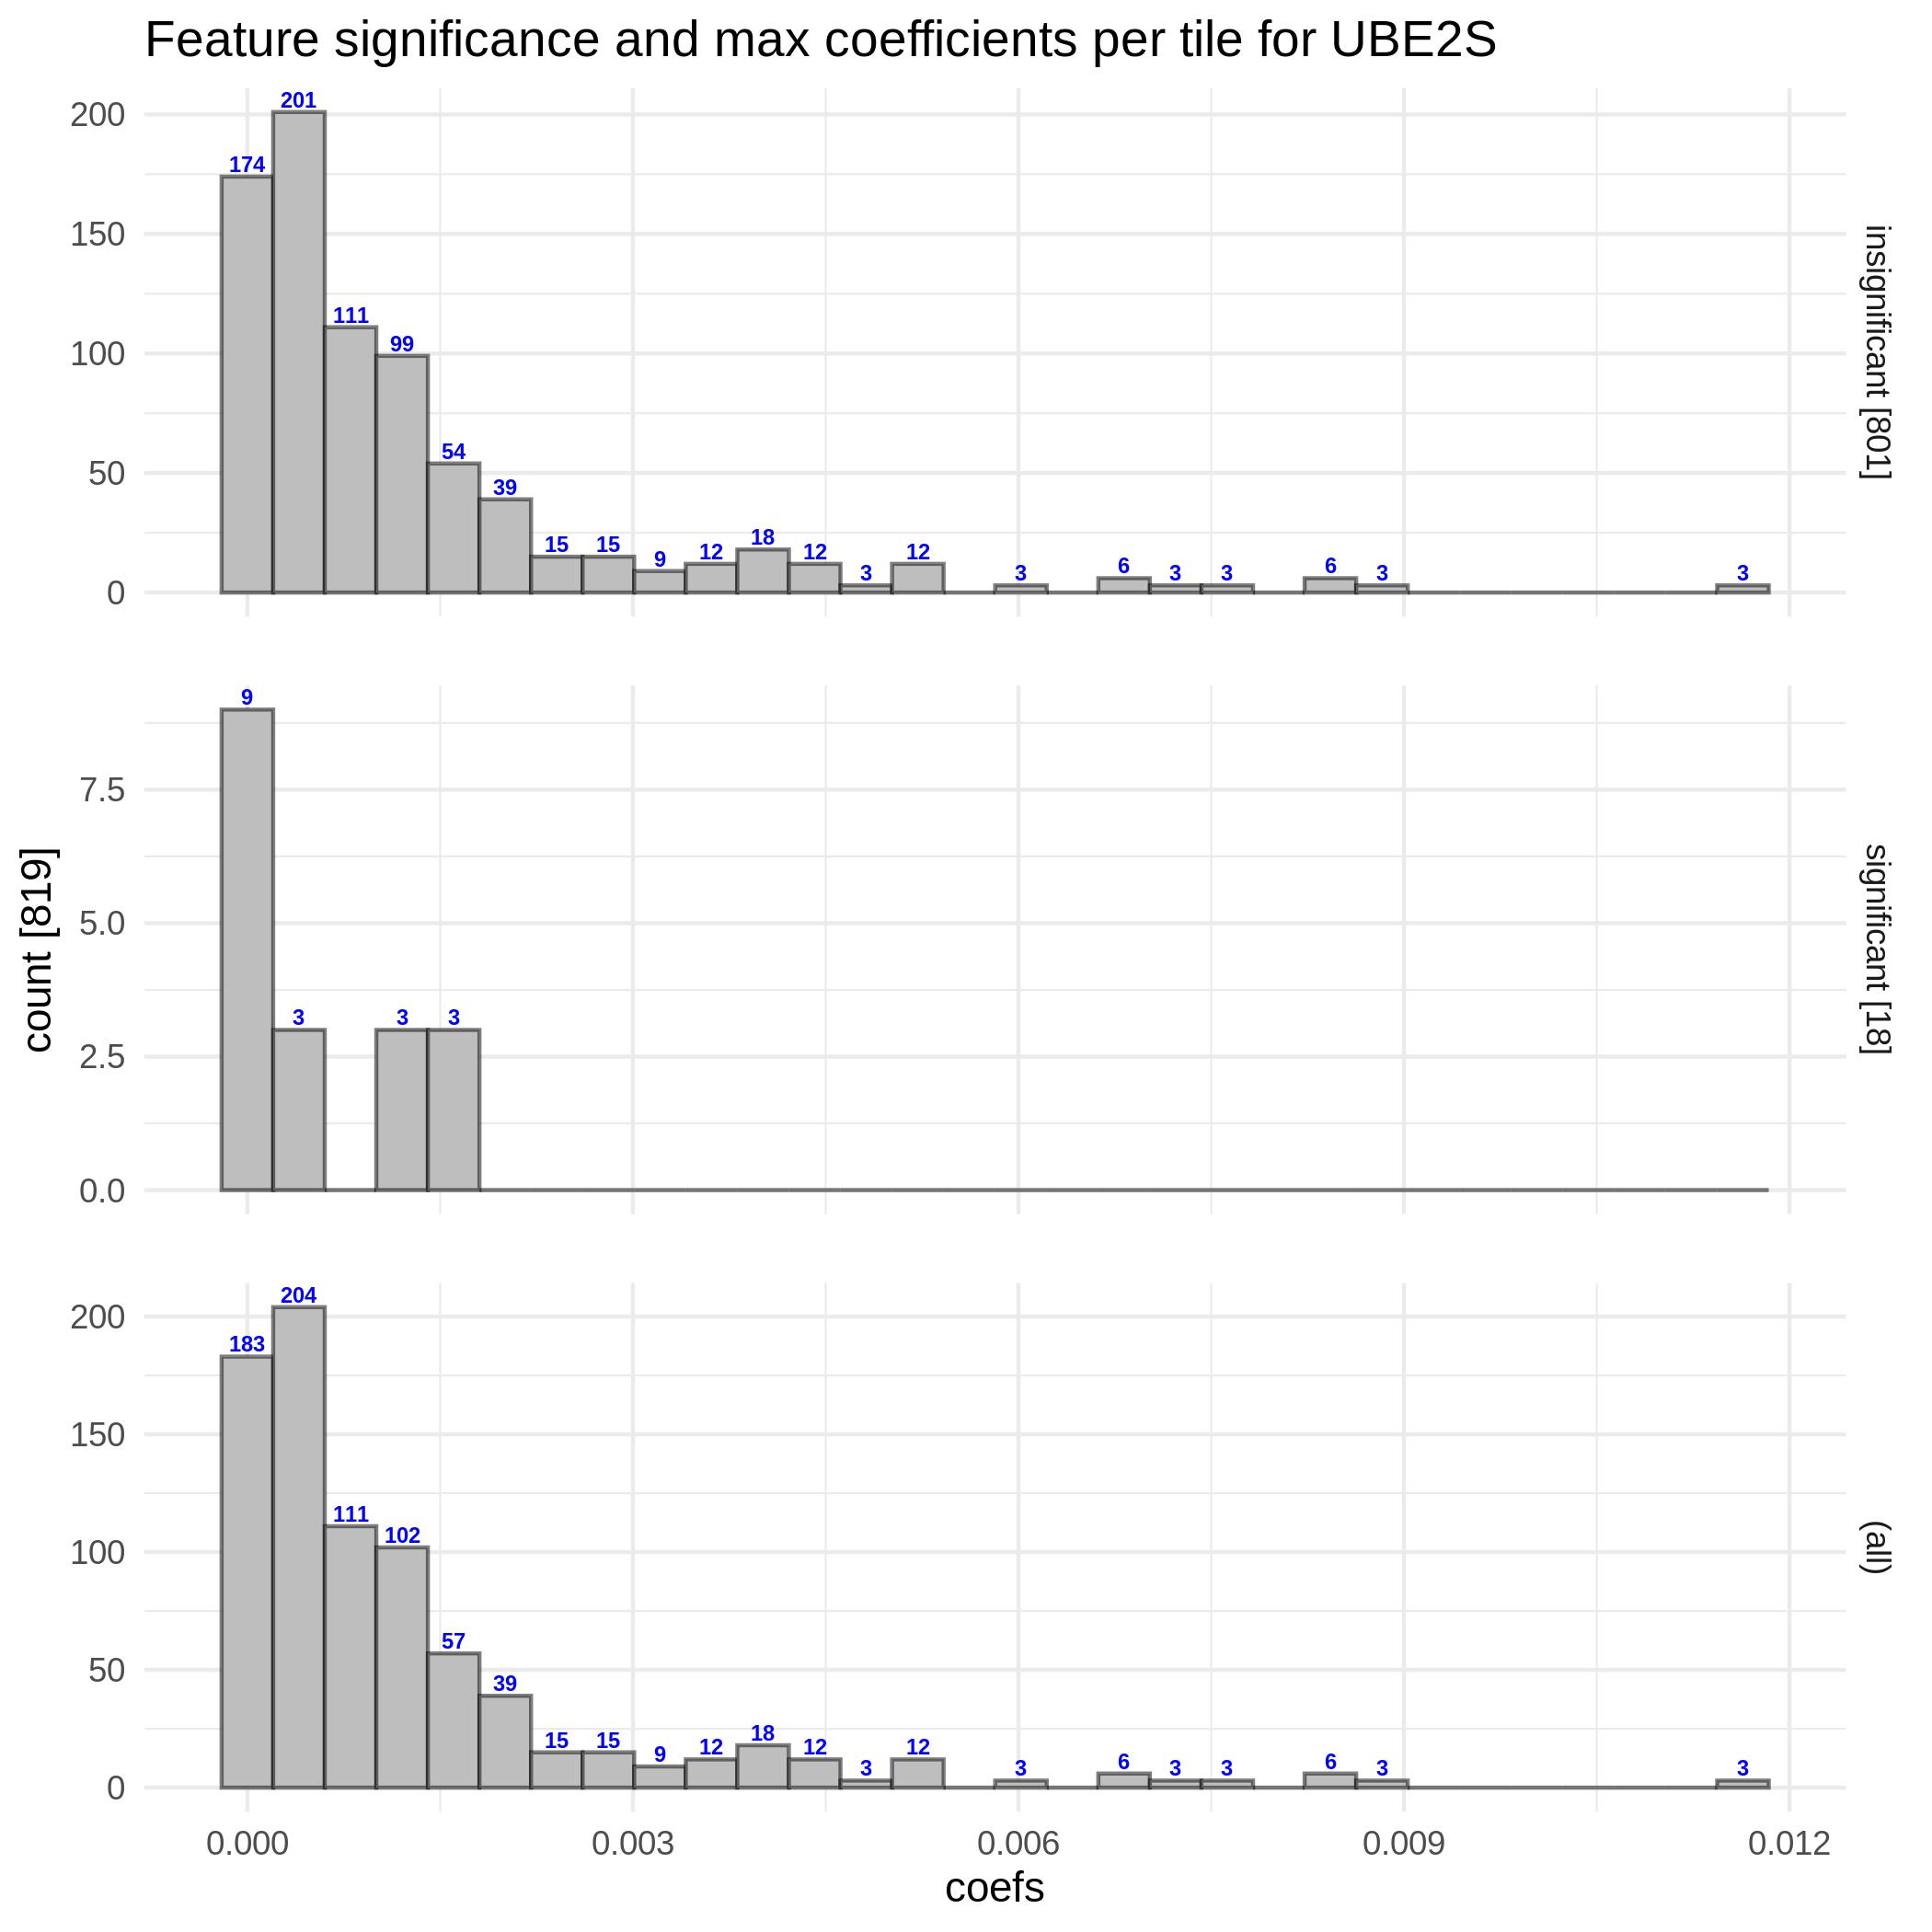 Feature significance and max coefficients per tile for UBE2S
201
200
174
150
111
100
99
54
50
39
15 15 9 12 18 12 3 12 3 6 3 3 6 3 3
0
insignificant [801]
9
7.5
5.0
3 3 3
2.5
0.0
significant [18]
count [819]
204
200
183
150
111
102
100
57
50
39
15 15 9 12 18 12 3 12 3 6 3 3 6 3 3
0
(all)
0.000 0.003 0.006 0.009 0.012
coefs